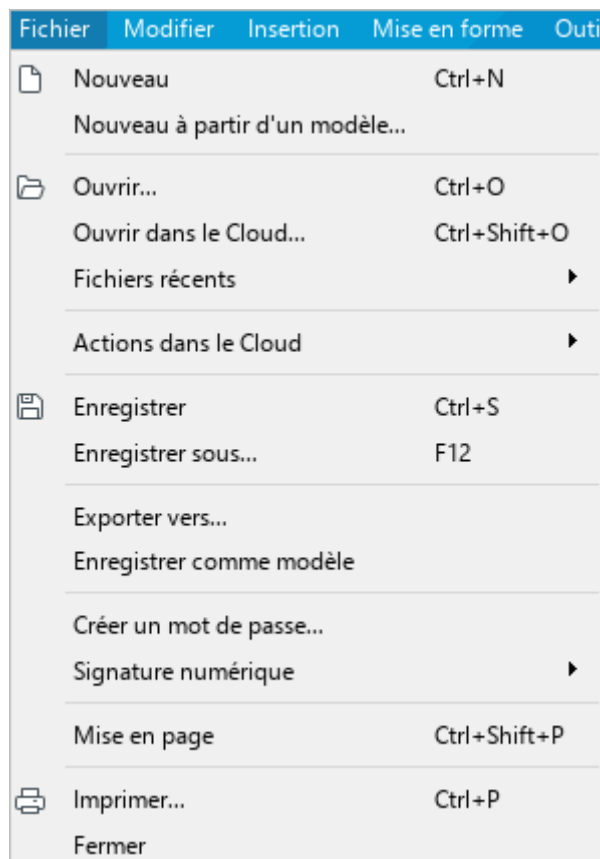 Fichier Modifier Insertion Mise en forme Outi
Nouveau Ctrl+N
Nouveau à partir d'un modèle...
Ouvrir... Ctrl+O
Ouvrir dans le Cloud... Ctrl+Shift+O
Fichiers récents
Actions dans le Cloud
Enregistrer Ctrl+S
Enregistrer sous... F12
Exporter vers...
Enregistrer comme modèle
Créer un mot de passe...
Signature numérique
Mise en page Ctrl+Shift+P
Imprimer... Ctrl+P
Fermer